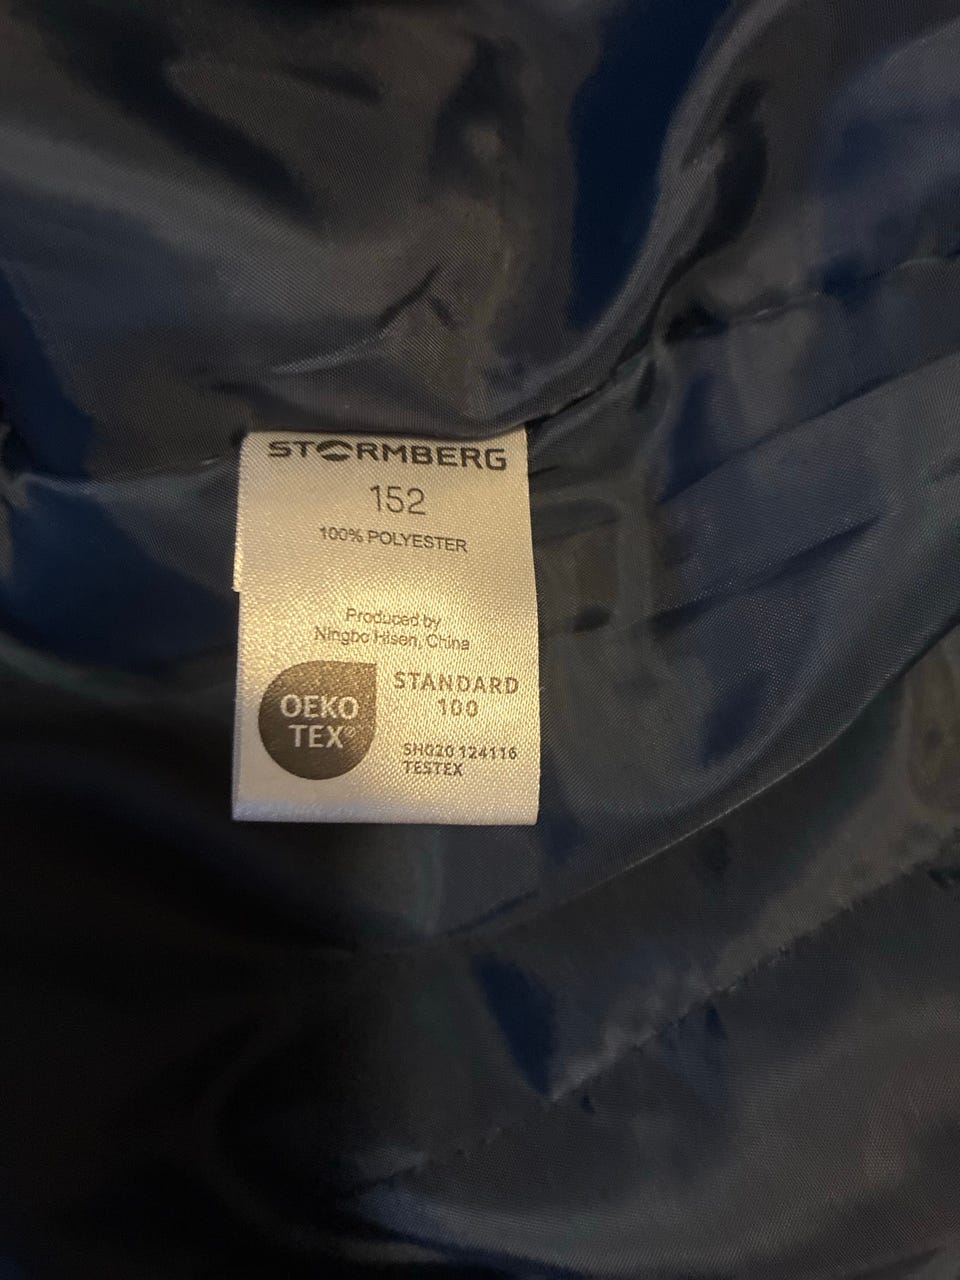 STORMBERG
152
100% POLYESTER
Produced by
Ningbo Hisen, China
OEKO
TEX®
STANDARD
100
SH020 124116
TESTEX